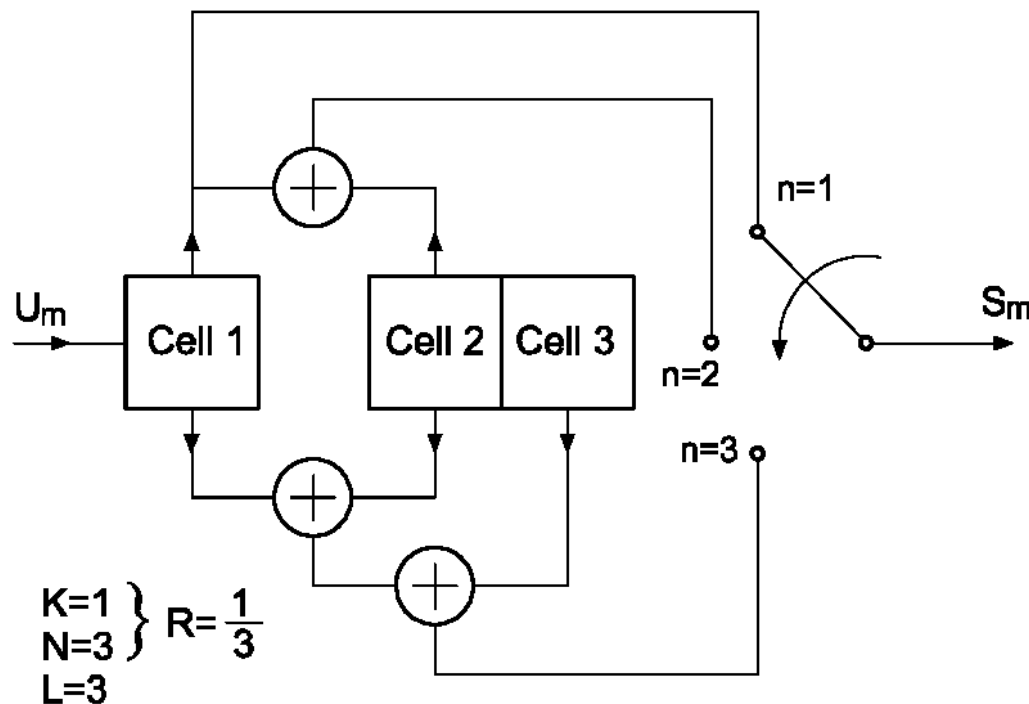 n=1
Uₘ
Cell 1
Cell 2
Cell 3
Sₘ
n=2
n=3
K=1
N=3
L=3
} R= 1/3